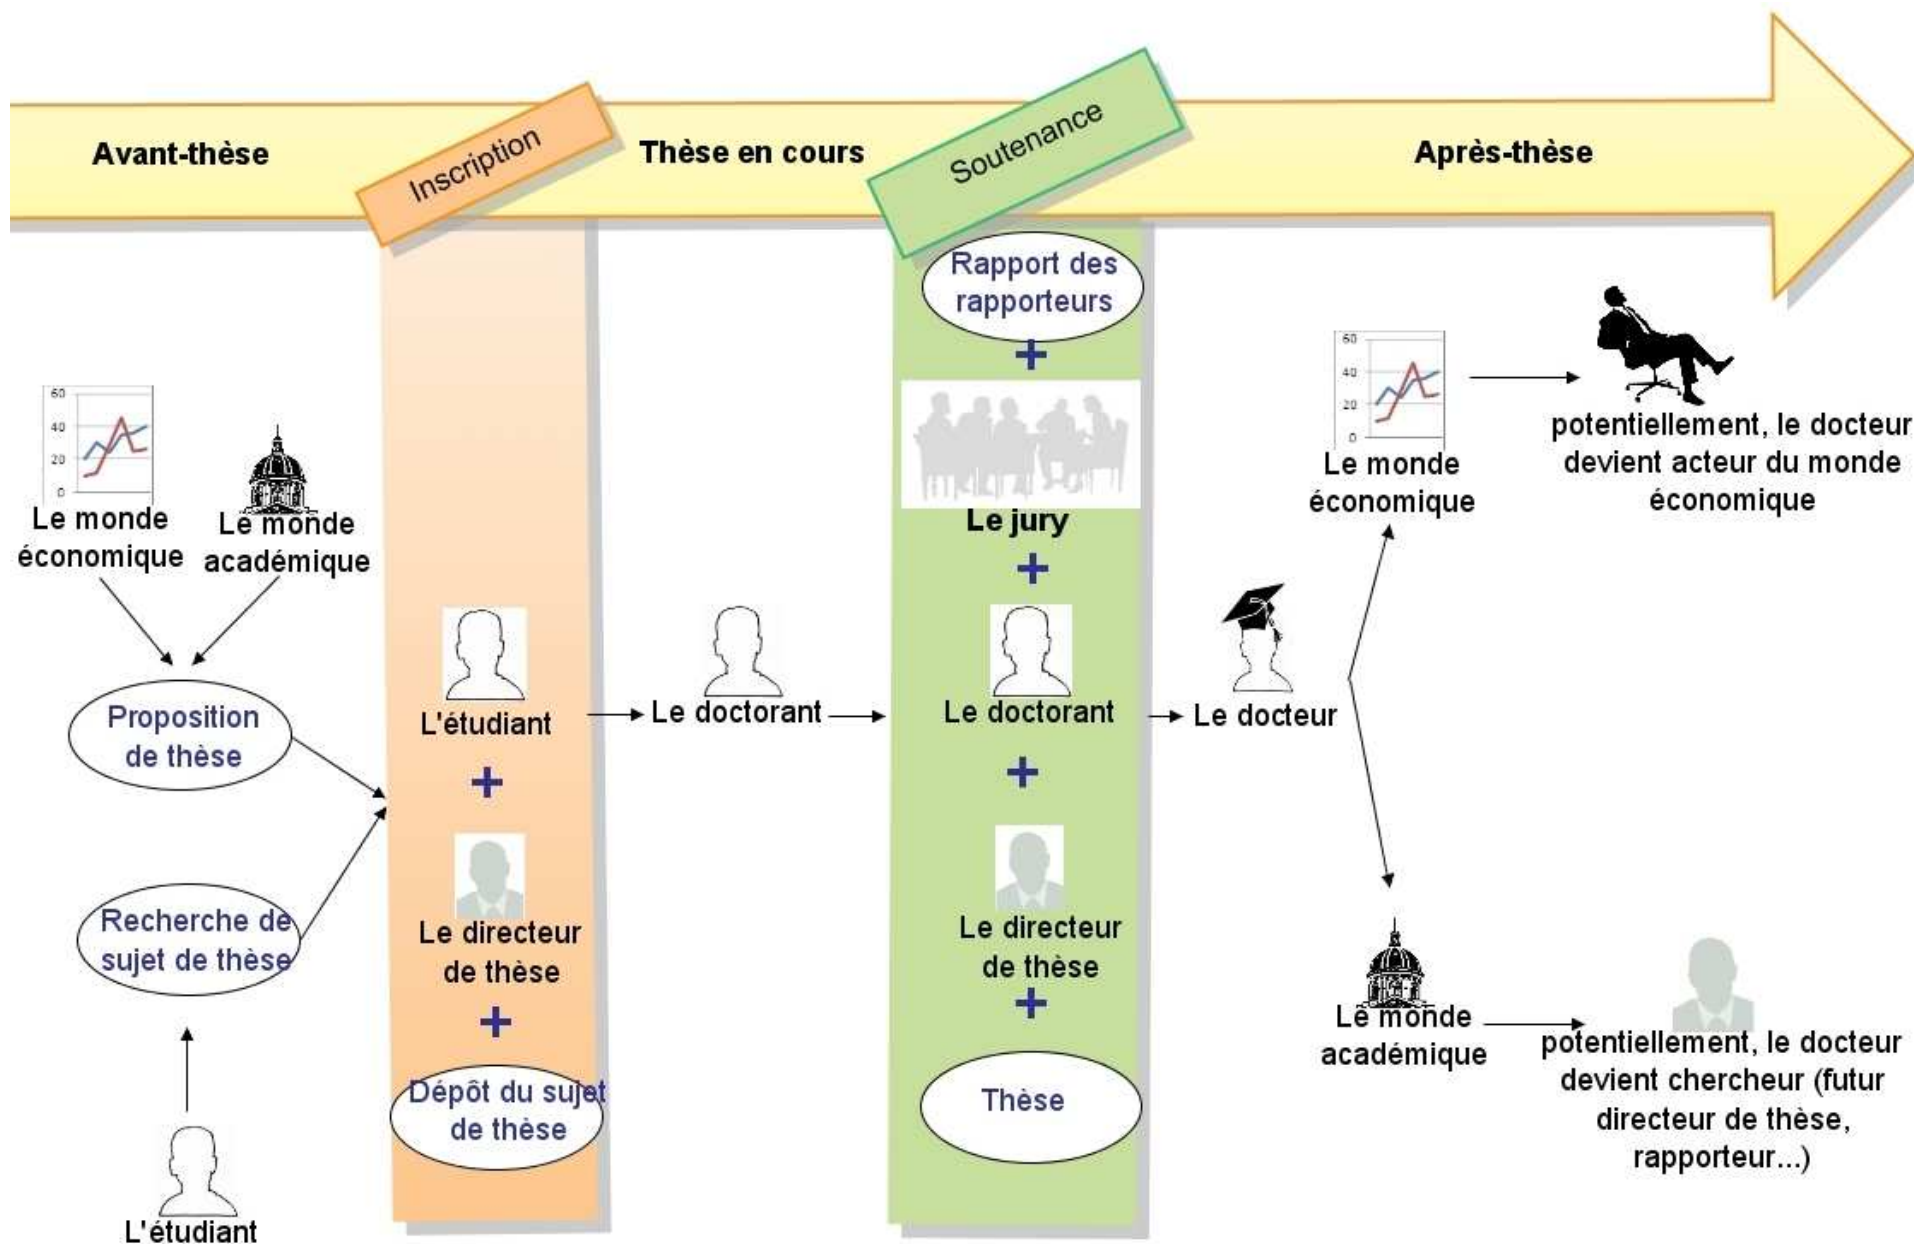 Avant-thèse
Inscription
Thèse en cours
Soutenance
Après-thèse
60
40
20
0
Le monde
économique
Le monde
académique
Proposition
de thèse
Recherche de
sujet de thèse
L'étudiant
L'étudiant
+
Le directeur
de thèse
+
Dépôt du sujet
de thèse
Le doctorant
Rapport des
rapporteurs
+
Le jury
+
Le doctorant
+
Le directeur
de thèse
+
Thèse
Le docteur
60
40
20
0
Le monde
économique
potentiellement, le docteur
devient acteur du monde
économique
Le monde
académique
potentiellement, le docteur
devient chercheur (futur
directeur de thèse,
rapporteur...)